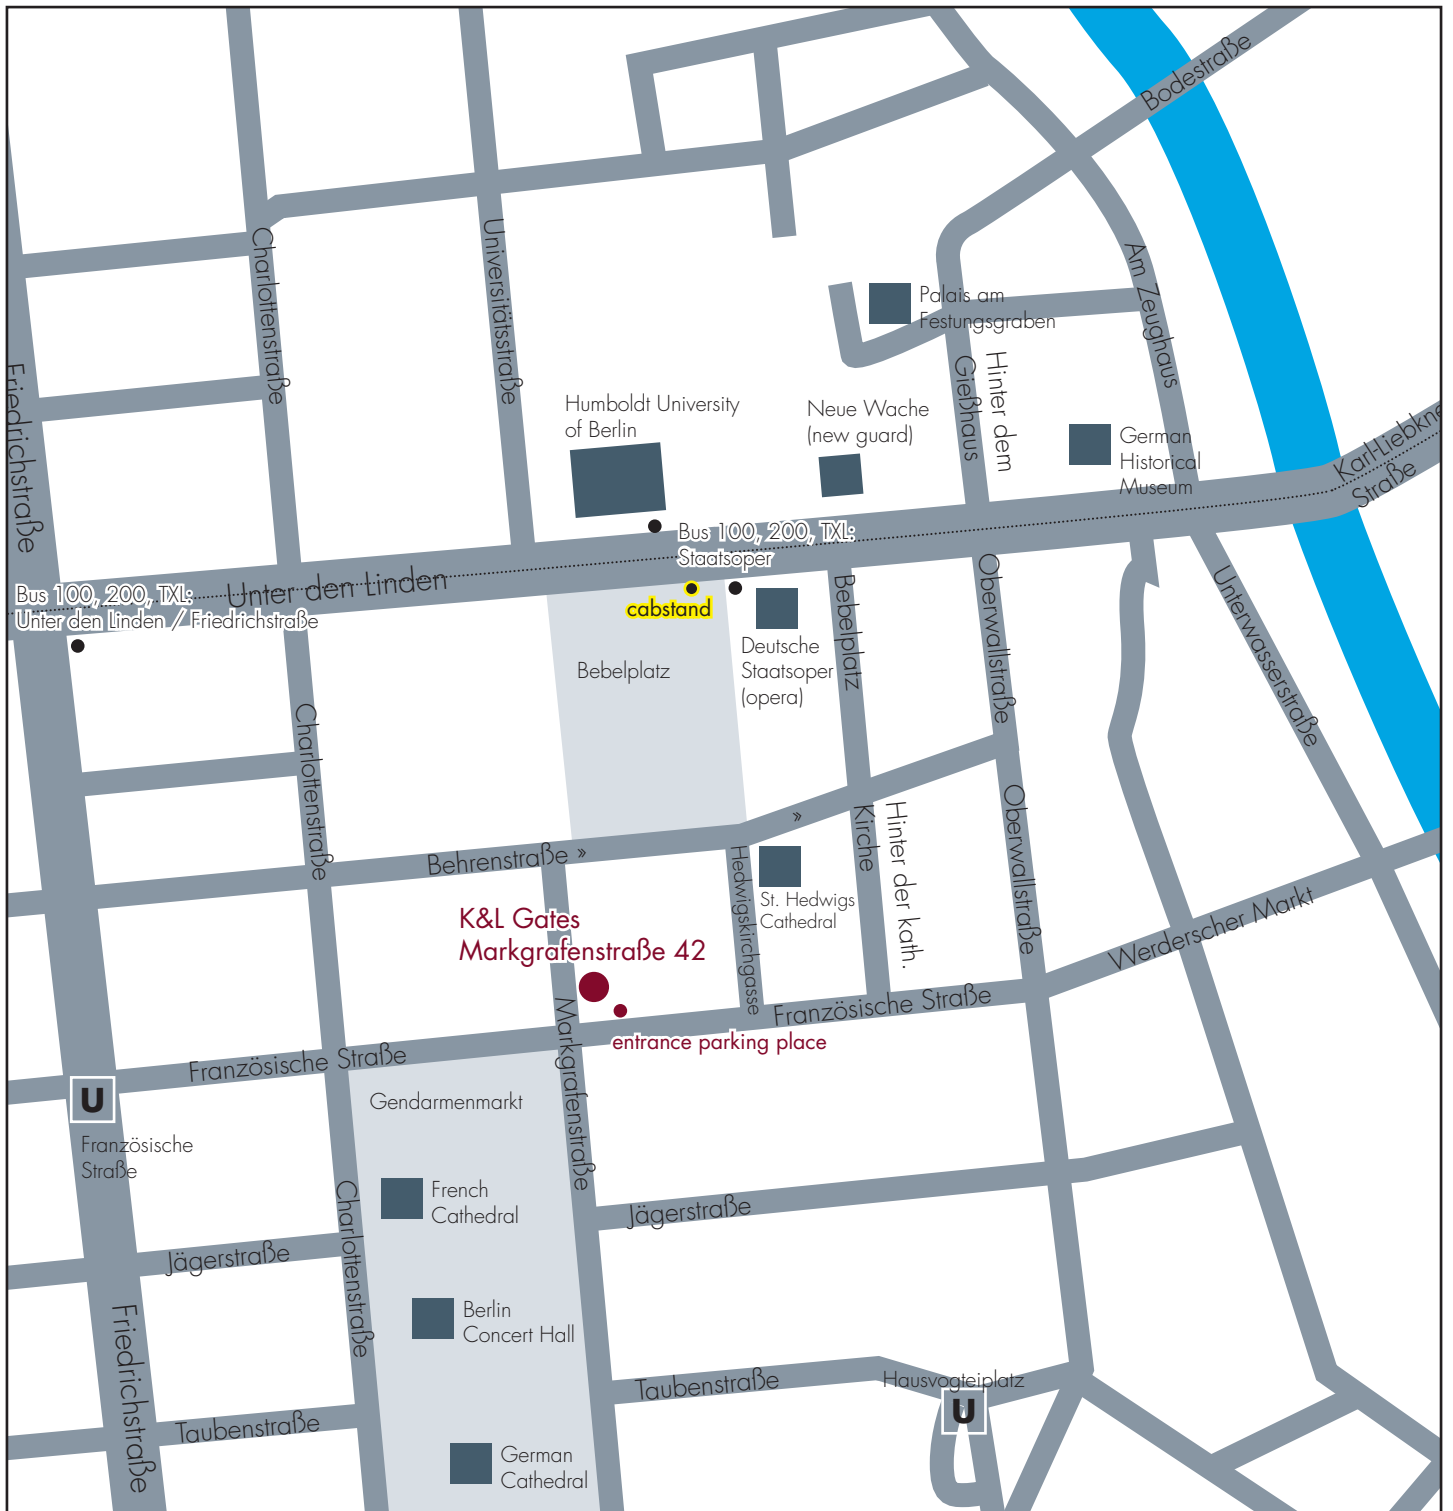 Bodestraße
Charlottenstraße
Universitätsstraße
Am Zeughaus
Palais am
Festungsgraben
Friedrichstraße
Hinter dem
Gießhaus
Humboldt University
of Berlin
Neue Wache
(new guard)
German
Historical
Museum
Karl-Liebkne
Straße
Bus 100, 200, TXL:
Staatsoper
Unter den Linden
Bus 100, 200, TXL:
Unter den Linden / Friedrichstraße
cabstand
Bebelplatz
Deutsche
Staatsoper
(opera)
Bebelplatz
Oberwallstraße
Unterwasserstraße
Charlottenstraße
Behrenstraße »
»
Hedwigskirchgasse
St. Hedwigs
Cathedral
Hinter der kath.
Kirche
Oberwallstraße
Werderscher Markt
K&L Gates
Markgrafenstraße 42
entrance parking place
Französische Straße
Französische Straße
Markgrafenstraße
Gendarmenmarkt
U
Französische
Straße
French
Cathedral
Charlottenstraße
Jägerstraße
Jägerstraße
Berlin
Concert Hall
Friedrichstraße
Taubenstraße
Taubenstraße
Hausvogteiplatz
U
German
Cathedral